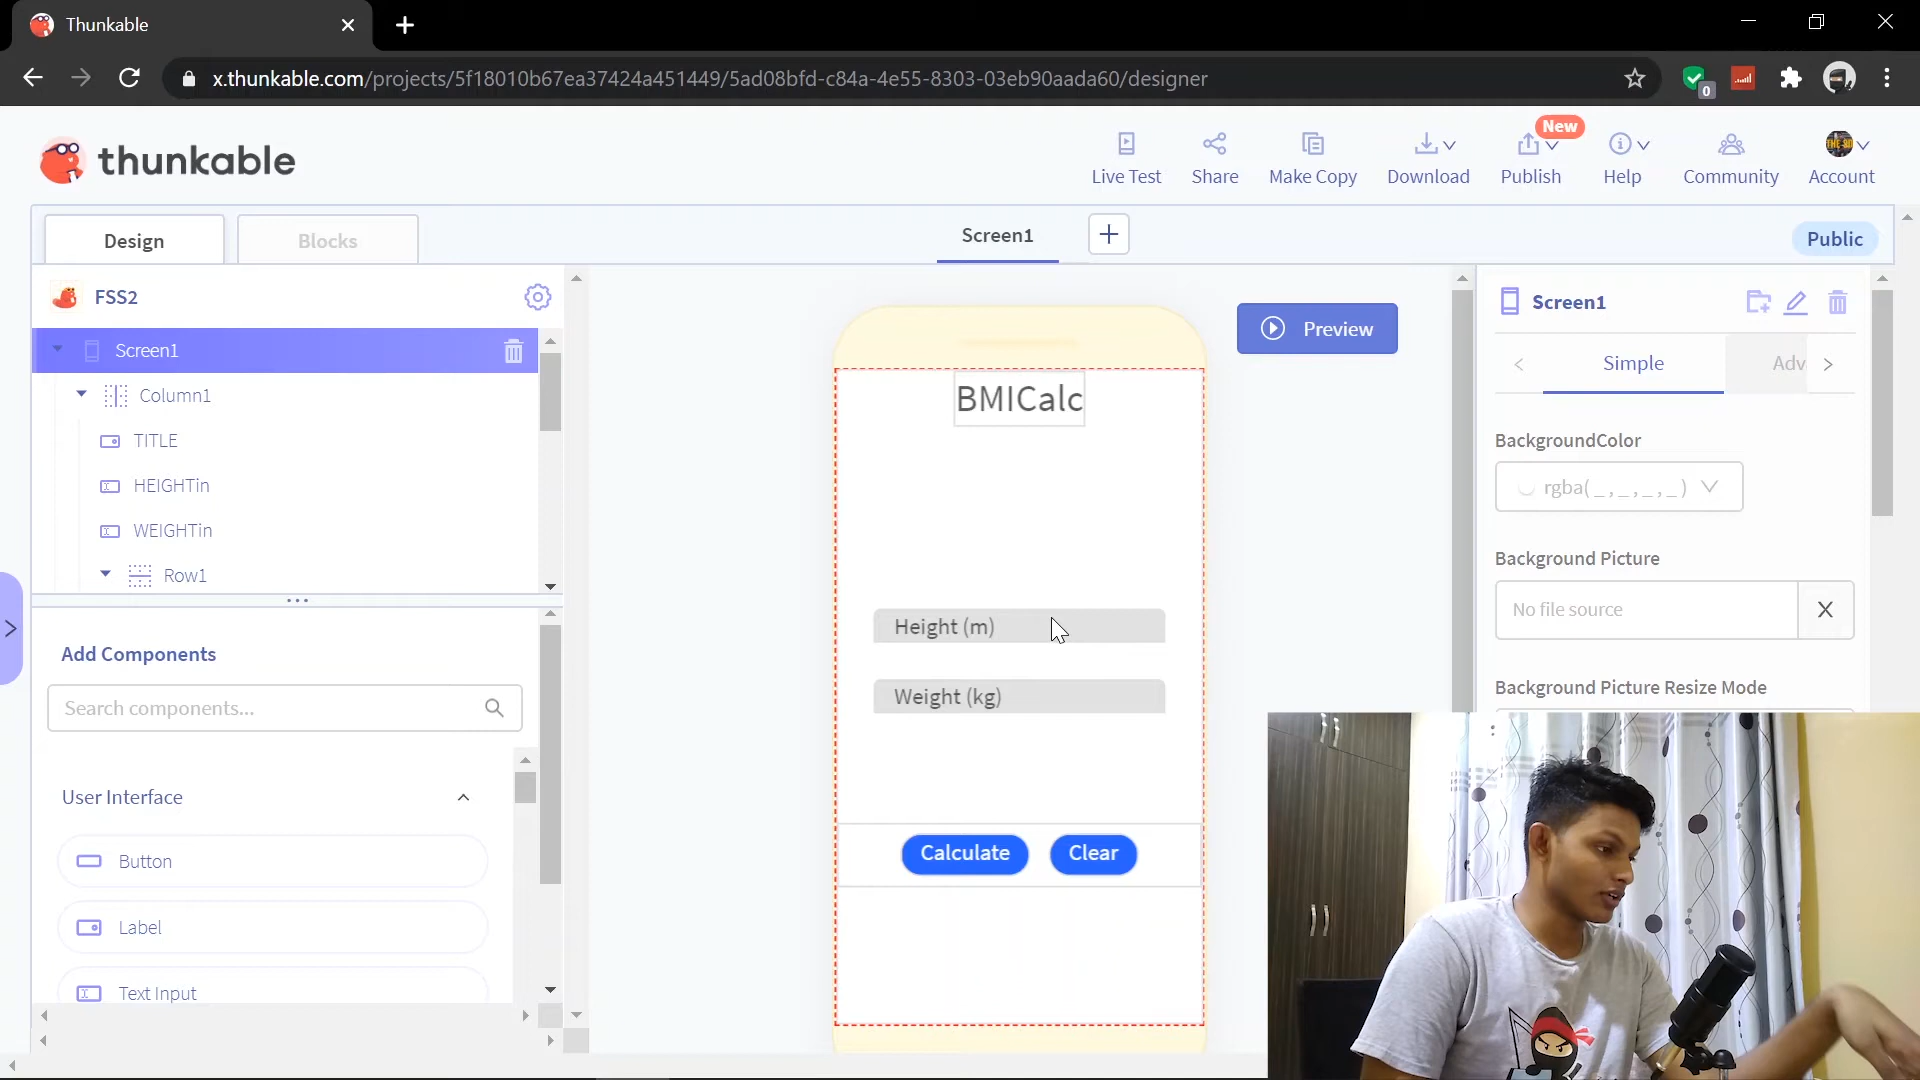 Thunkable
x.thunkable.com/projects/5f18010b67ea37424a451449/5ad08bfd-c84a-4e55-8303-03eb90aada60/designer
0
thunkable
New
Live Test
Share
Make Copy
Download
Publish
Help
Community
Account
Design
Blocks
Screen1
Public
FSS2
Screen1
Column1
TITLE
HEIGHTin
WEIGHTin
Row1
Add Components
Search components...
User Interface
Button
Label
Text Input
Preview
BMICalc
Height (m)
Weight (kg)
Calculate
Clear
Screen1
Simple
Adv
BackgroundColor
rgba( _ , _ , _ , _ )
Background Picture
No file source
X
Background Picture Resize Mode